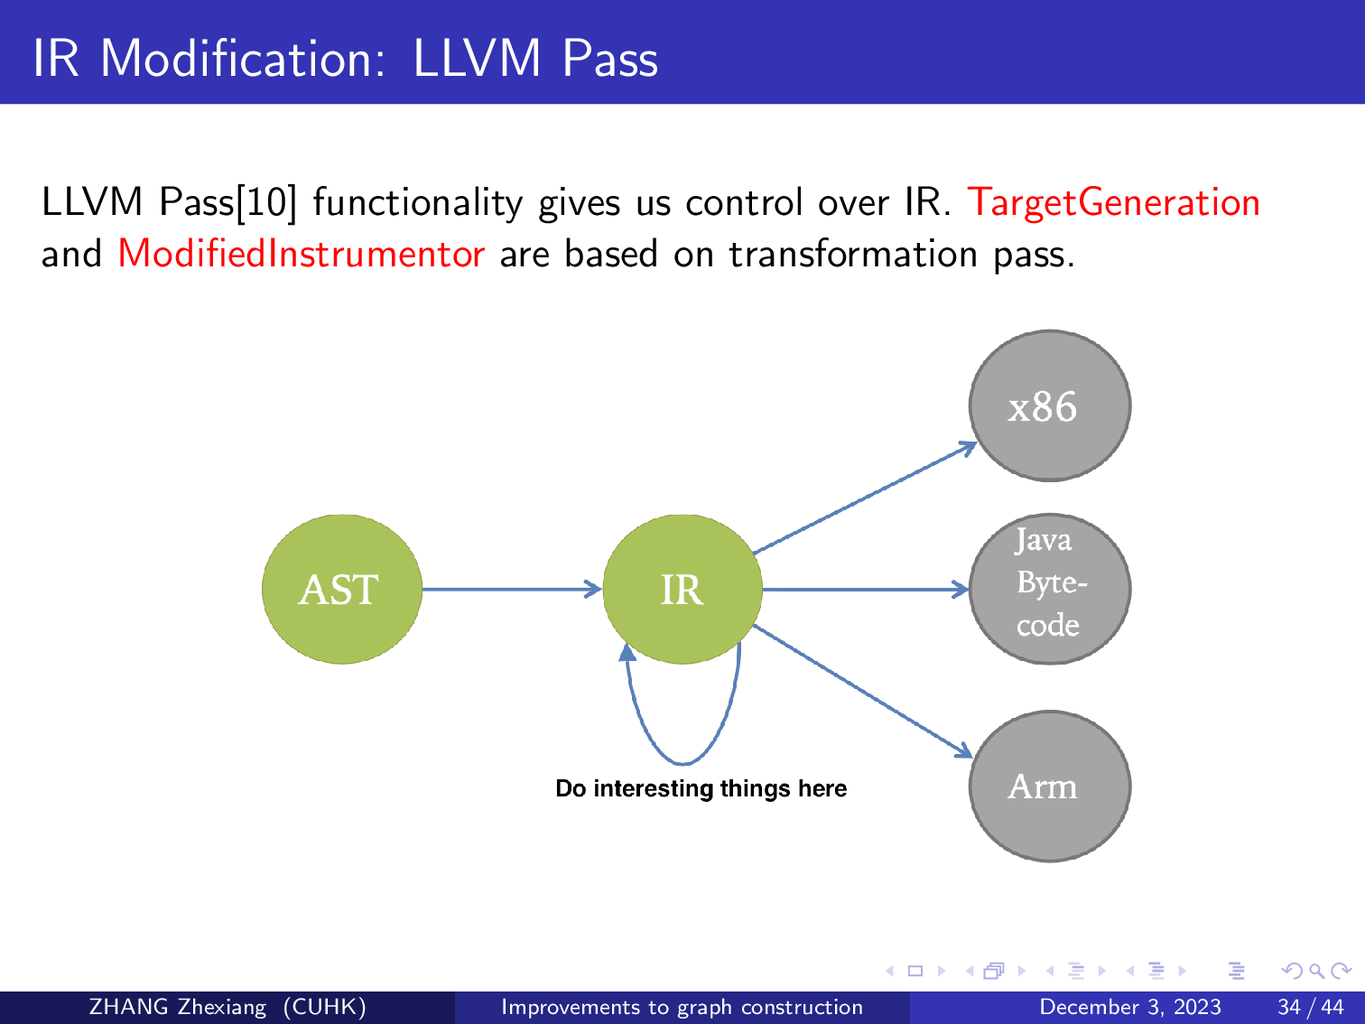 IR Modification: LLVM Pass
LLVM Pass[10] functionality gives us control over IR. TargetGeneration
and ModifiedInstrumentor are based on transformation pass.
x86
AST
IR
Java
Byte-
code
Do interesting things here
Arm
ZHANG Zhexiang (CUHK)
Improvements to graph construction
December 3, 2023
34 / 44